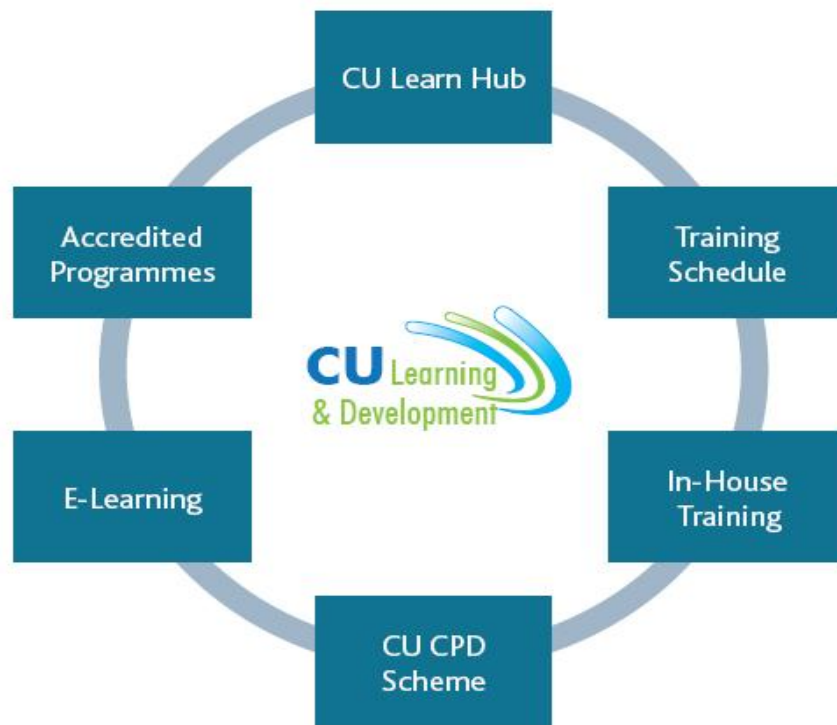 CU Learn Hub
Training
Schedule
In-House
Training
CU CPD
Scheme
E-Learning
Accredited
Programmes
CU Learning
& Development